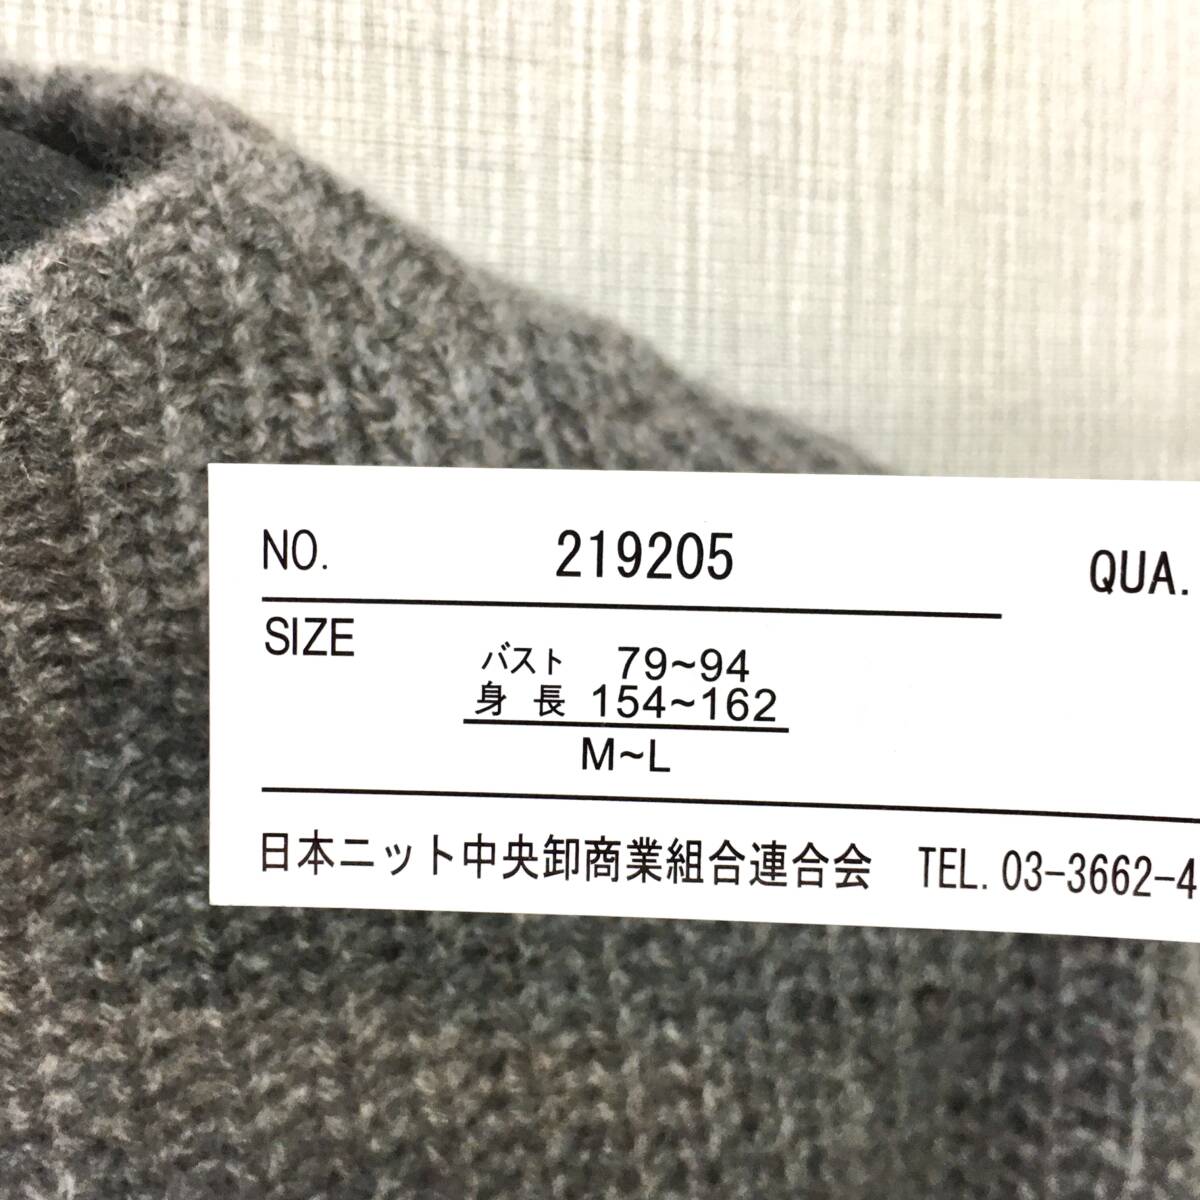 NO. 219205 QUA.
SIZE
バスト 79~94
身長 154~162
M~L
日本ニット中央卸商業組合連合会 TEL. 03-3662-4